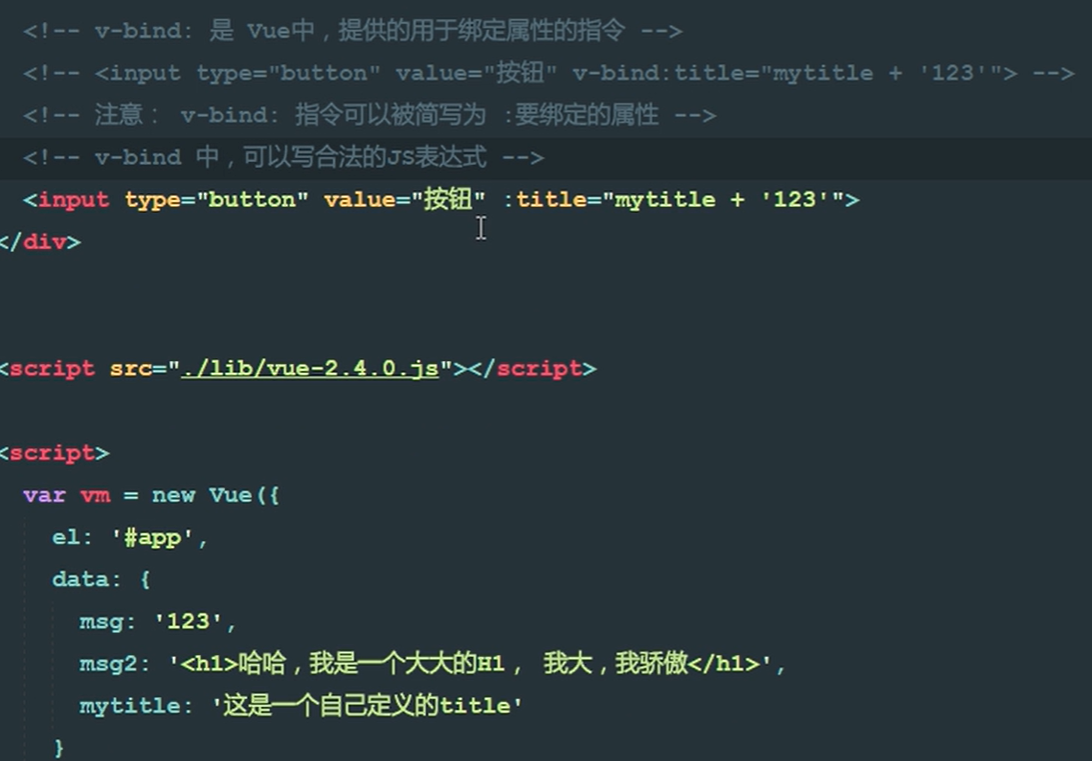 <!-- v-bind: 是 Vue中，提供的用于绑定属性的指令 -->
<!-- <input type="button" value="按钮" v-bind:title="mytitle + '123'"> -->
<!-- 注意： v-bind: 指令可以被简写为 :要绑定的属性 -->
<!-- v-bind 中，可以写合法的JS表达式 -->
<input type="button" value="按钮" :title="mytitle + '123'">
</div>
<script src="./lib/vue-2.4.0.js"></script>
<script>
var vm = new Vue({
el: '#app',
data: {
msg: '123',
msg2: '<h1>哈哈，我是一个大大的H1， 我大，我骄傲</h1>',
mytitle: '这是一个自己定义的title'
}